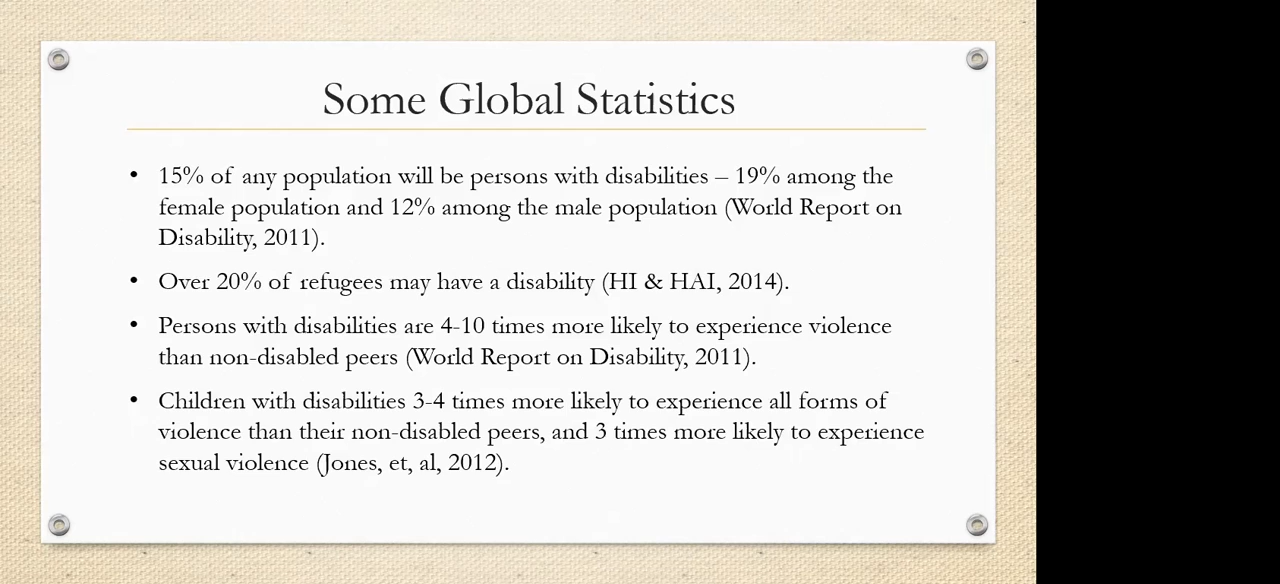 Some Global Statistics
• 15% of any population will be persons with disabilities – 19% among the
female population and 12% among the male population (World Report on
Disability, 2011).
• Over 20% of refugees may have a disability (HI & HAI, 2014).
• Persons with disabilities are 4-10 times more likely to experience violence
than non-disabled peers (World Report on Disability, 2011).
• Children with disabilities 3-4 times more likely to experience all forms of
violence than their non-disabled peers, and 3 times more likely to experience
sexual violence (Jones, et, al, 2012).